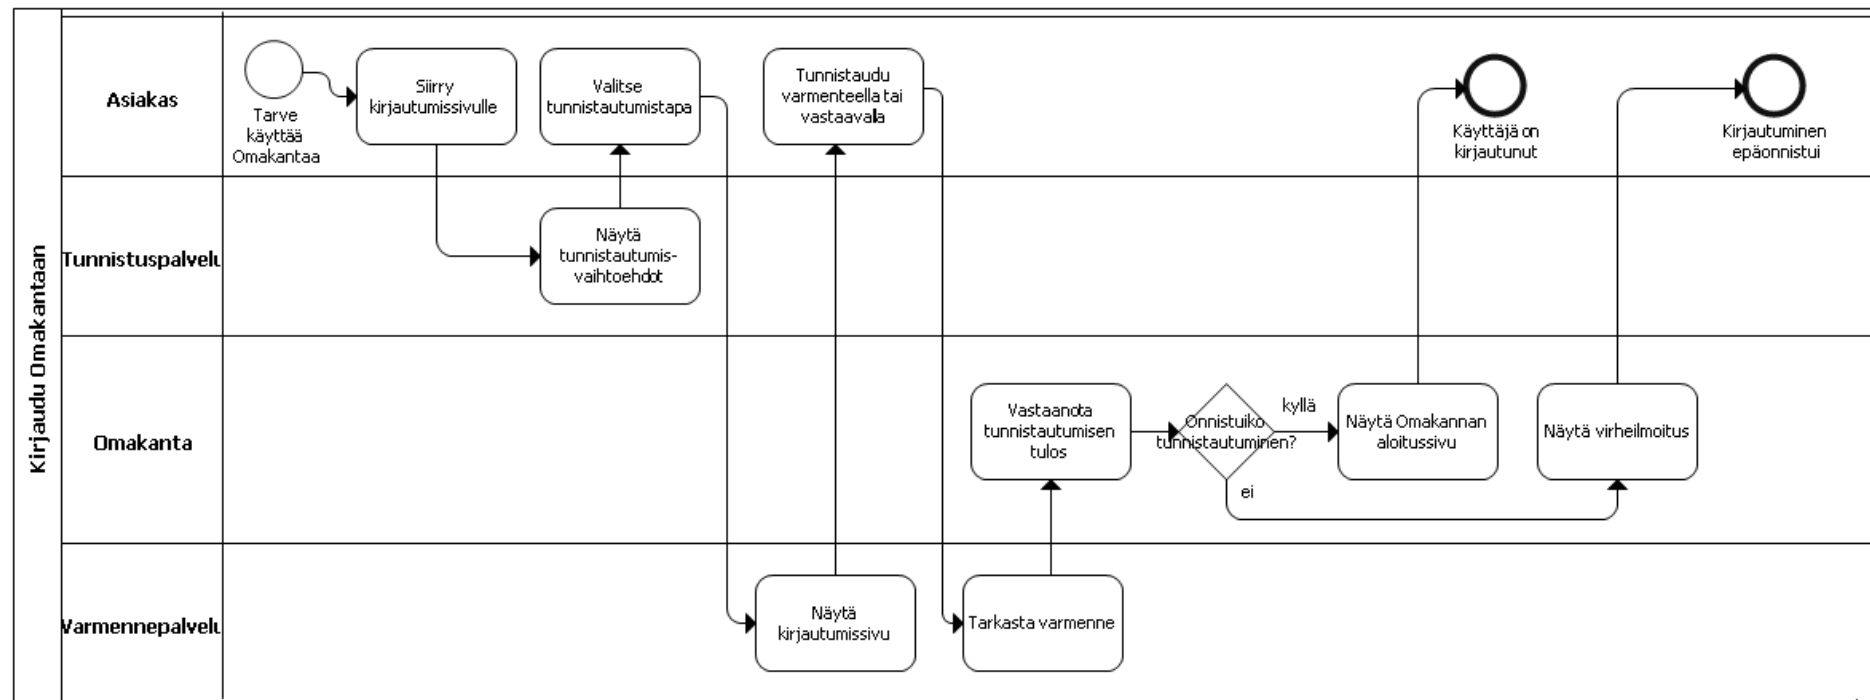 Kirjaudu Omakantaan
Asiakas
Tarve
käyttää
Omakantaa
Siirry
kirjautumissivulle
Valitse
tunnistautumistapa
Tunnistaudu
varmenteella tai
vastaavalla
Käyttäjä on
kirjautunut
Kirjautuminen
epäonnistui
Tunnistuspalvelu
Näytä
tunnistautumis-
vaihtoehdot
Omakanta
Vastaanota
tunnistautumisen
tulos
Onnistuiko
tunnistautuminen?
kyllä
ei
Näytä Omakannan
aloitussivu
Näytä virheilmoitus
Varmennepalvelu
Näytä
kirjautumissivu
Tarkasta varmenne